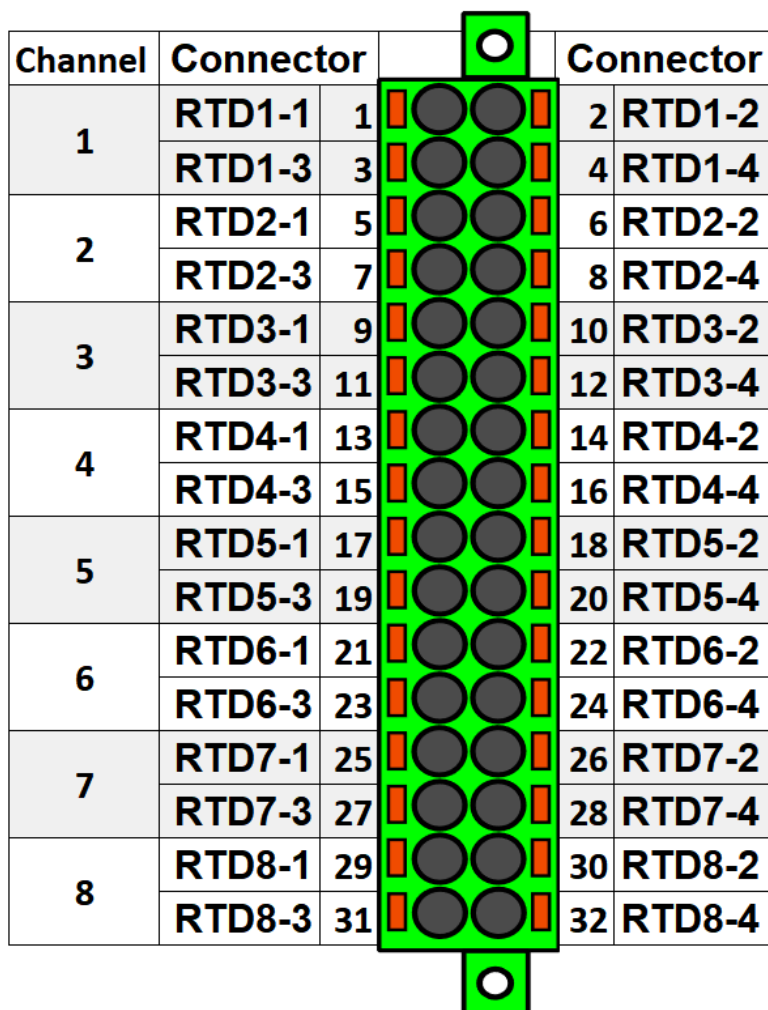 Channel Connector Connector
1
RTD1-1 1 2 RTD1-2
RTD1-3 3 4 RTD1-4
2
RTD2-1 5 6 RTD2-2
RTD2-3 7 8 RTD2-4
3
RTD3-1 9 10 RTD3-2
RTD3-3 11 12 RTD3-4
4
RTD4-1 13 14 RTD4-2
RTD4-3 15 16 RTD4-4
5
RTD5-1 17 18 RTD5-2
RTD5-3 19 20 RTD5-4
6
RTD6-1 21 22 RTD6-2
RTD6-3 23 24 RTD6-4
7
RTD7-1 25 26 RTD7-2
RTD7-3 27 28 RTD7-4
8
RTD8-1 29 30 RTD8-2
RTD8-3 31 32 RTD8-4